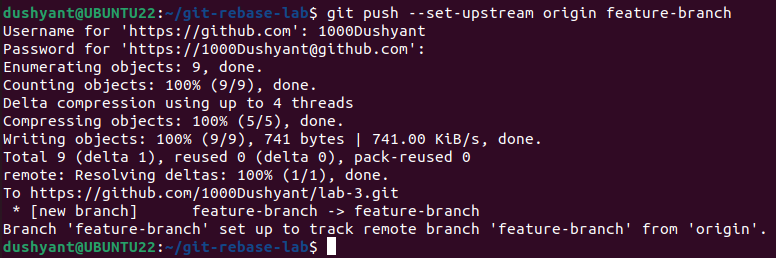 dushyant@UBUNTU22:~/git-rebase-lab$ git push --set-upstream origin feature-branch
Username for 'https://github.com': 1000Dushyant
Password for 'https://1000Dushyant@github.com':
Enumerating objects: 9, done.
Counting objects: 100% (9/9), done.
Delta compression using up to 4 threads
Compressing objects: 100% (5/5), done.
Writing objects: 100% (9/9), 741 bytes | 741.00 KiB/s, done.
Total 9 (delta 1), reused 0 (delta 0), pack-reused 0
remote: Resolving deltas: 100% (1/1), done.
To https://github.com/1000Dushyant/lab-3.git
 * [new branch]      feature-branch -> feature-branch
Branch 'feature-branch' set up to track remote branch 'feature-branch' from 'origin'.
dushyant@UBUNTU22:~/git-rebase-lab$